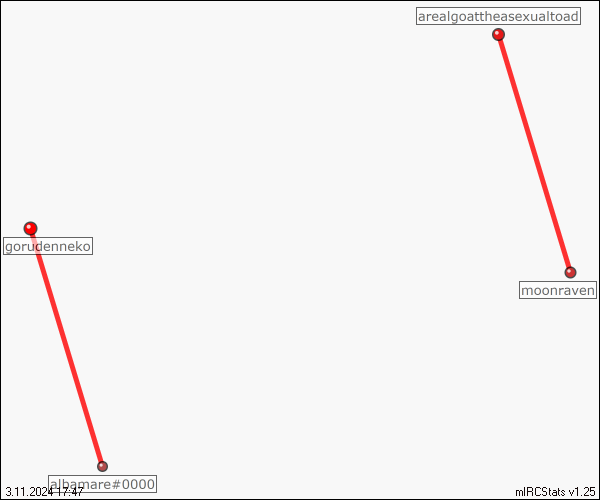 arealgoattheasexualtoad
gorudenneko
moonraven
albamare#0000
3.11.2024 17:47
mIRCStats v1.25